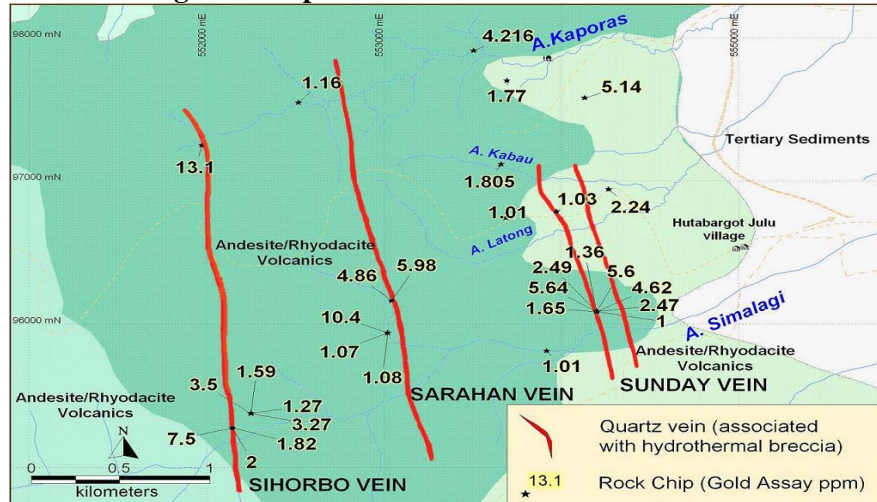 98000 mN
97000 mN
96000 mN
552000 mE
553000 mE
555000 mE
4.216
A.Kaporas
1.16
1.77
5.14
13.1
A. Kabau
1.805
Tertiary Sediments
1.01
1.03
2.24
A. Latong
Hutabargot Julu
village
Andesite/Rhyodacite
Volcanics
4.86
5.98
1.36
2.49
5.6
5.64
4.62
1.65
2.47
1
A. Simalagi
10.4
1.07
1.08
1.01
Andesite/Rhyodacite
Volcanics
SARAHAN VEIN
SUNDAY VEIN
Andesite/Rhyodacite
Volcanics
3.5
1.59
1.27
3.27
7.5
1.82
2
N
0
0.5
1
kilometers
SIHORBO VEIN
Quartz vein (associated
with hydrothermal breccia)
13.1
Rock Chip (Gold Assay ppm)